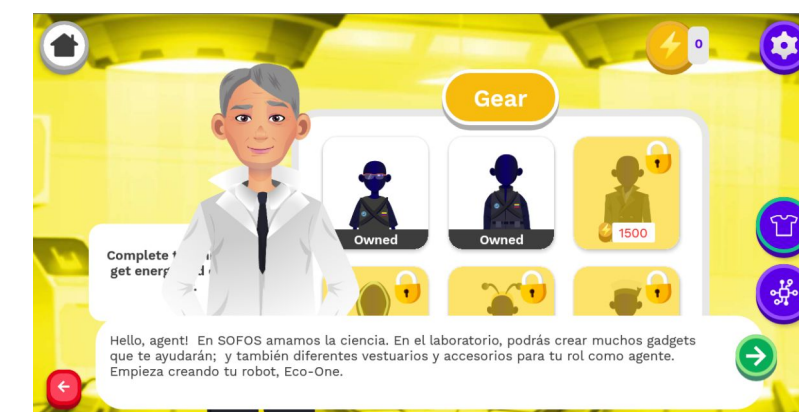 0
Gear
Owned
Owned
1500
Complete
get energ
Hello, agent! En SOFOS amamos la ciencia. En el laboratorio, podrás crear muchos gadgets
que te ayudarán; y también diferentes vestuarios y accesorios para tu rol como agente.
Empieza creando tu robot, Eco-One.